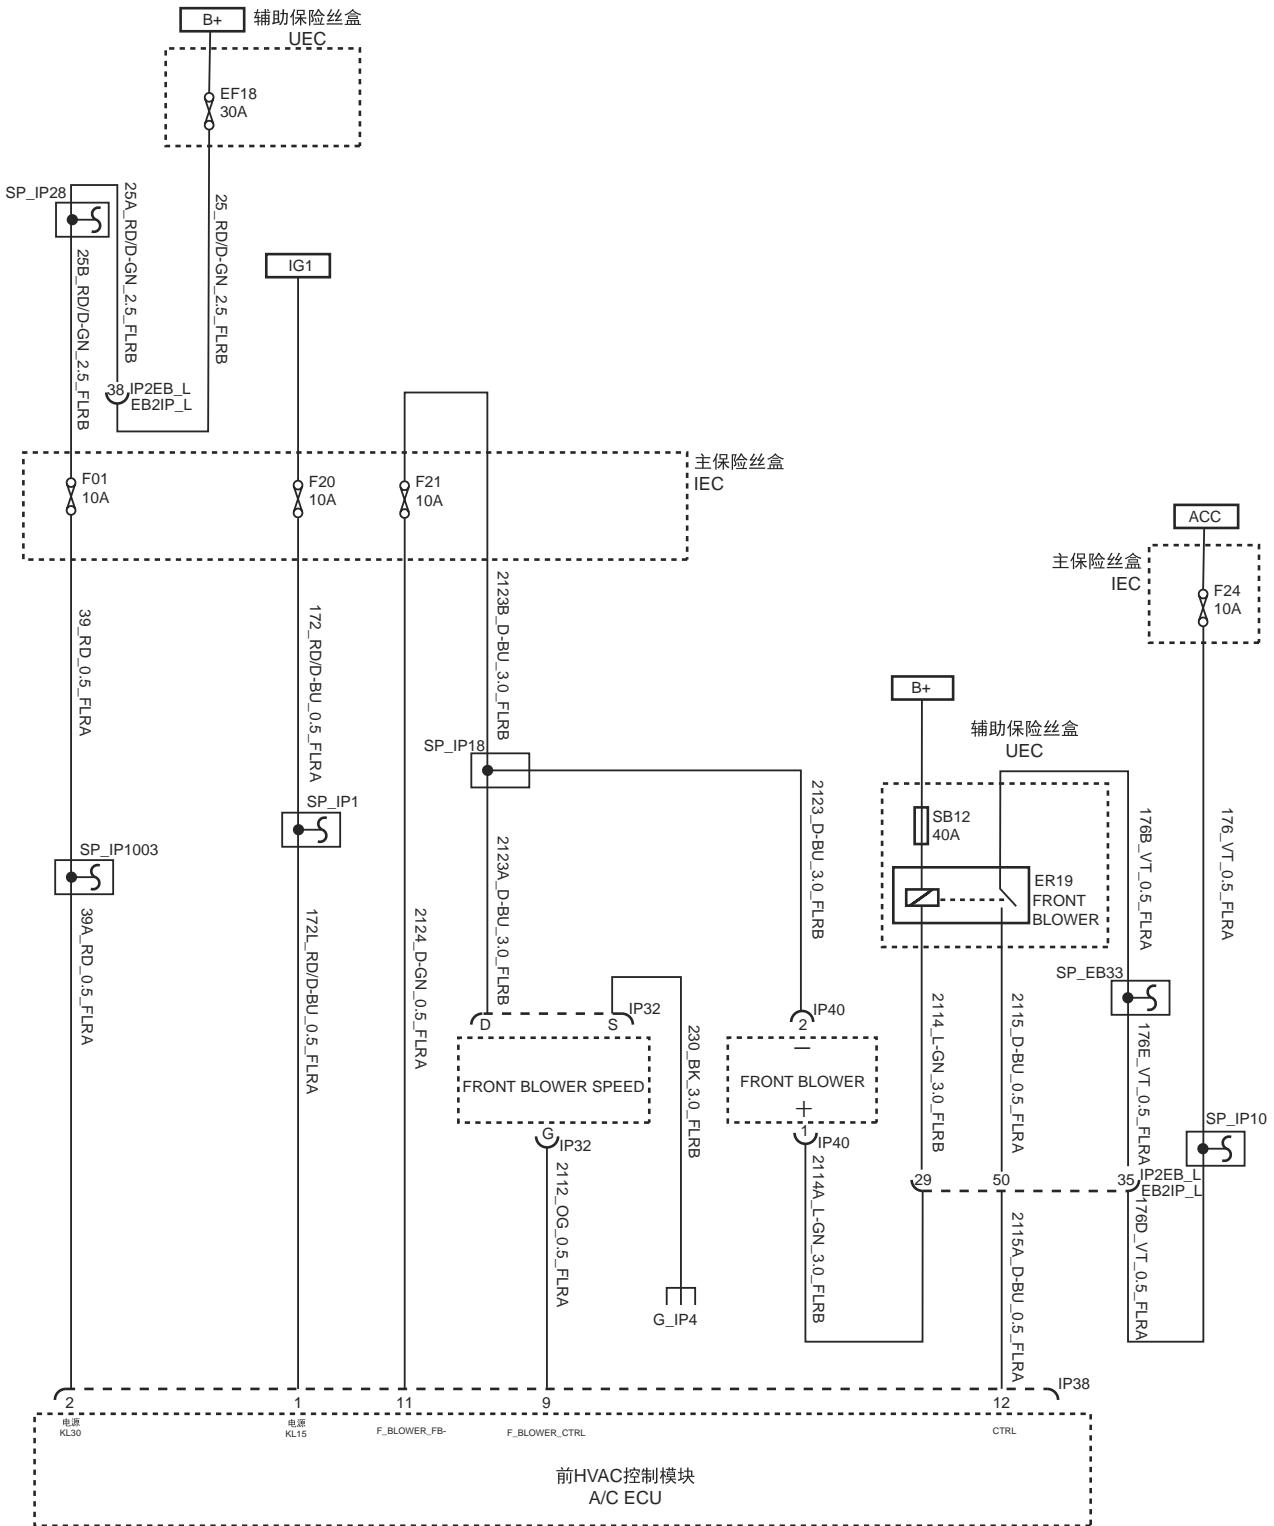 B+
辅助保险丝盒
UEC
EF18
30A
SP_IP28
25A_RD/D-GN_2.5_FLRB
25_RD/D-GN_2.5_FLRB
25B_RD/D-GN_2.5_FLRB
IG1
38
IP2EB_L
EB2IP_L
主保险丝盒
IEC
F01
10A
F20
10A
F21
10A
ACC
主保险丝盒
IEC
F24
10A
39_RD_0.5_FLRA
172_RD/D-BU_0.5_FLRA
2123B_D-BU_3.0_FLRB
B+
辅助保险丝盒
UEC
SP_IP18
SP_IP1
2123_D-BU_3.0_FLRB
SB12
40A
176B_VT_0.5_FLRA
176_VT_0.5_FLRA
SP_IP1003
2123A_D-BU_3.0_FLRB
ER19
FRONT
BLOWER
39A_RD_0.5_FLRA
172L_RD/D-BU_0.5_FLRA
2124_D-GN_0.5_FLRA
SP_EB33
D
S
IP32
IP40
2
2114_L-GN_3.0_FLRB
2115_D-BU_0.5_FLRA
176E_VT_0.5_FLRA
230_BK_3.0_FLRB
−
FRONT BLOWER SPEED
FRONT BLOWER
+
SP_IP10
G
IP32
1
IP40
2112_OG_0.5_FLRA
2114A_L-GN_3.0_FLRB
29
50
35
IP2EB_L
EB2IP_L
2115A_D-BU_0.5_FLRA
176D_VT_0.5_FLRA
G_IP4
IP38
2
1
11
9
12
电源
KL30
电源
KL15
F_BLOWER_FB-
F_BLOWER_CTRL
CTRL
前HVAC控制模块
A/C ECU